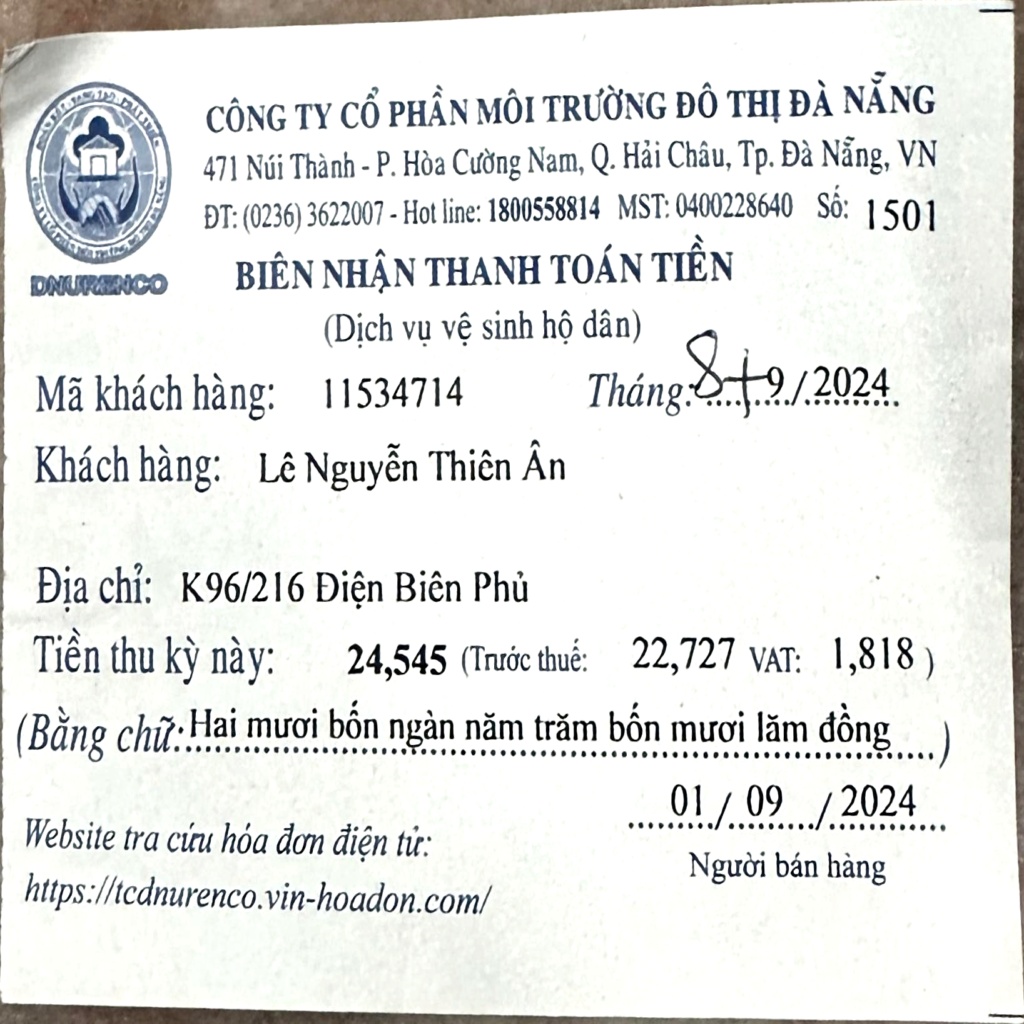 CÔNG TY CỔ PHẦN MÔI TRƯỜNG ĐÔ THỊ ĐÀ NẴNG
471 Núi Thành - P. Hòa Cường Nam, Q. Hải Châu, Tp. Đà Nẵng, VN
ĐT: (0236) 3622007 - Hot line: 1800558814 MST: 0400228640 Số: 1501
DNURENCO
BIÊN NHẬN THANH TOÁN TIỀN
(Dịch vụ vệ sinh hộ dân)
Mã khách hàng: 11534714 Tháng: 8+9/2024
Khách hàng: Lê Nguyễn Thiên Ân
Địa chỉ: K96/216 Điện Biên Phủ
Tiền thu kỳ này: 24,545 (Trước thuế: 22,727 VAT: 1,818 )
(Bằng chữ: Hai mươi bốn ngàn năm trăm bốn mươi lăm đồng )
01 / 09 / 2024
Người bán hàng
Website tra cứu hóa đơn điện tử:
https://tcdnurenco.vin-hoadon.com/